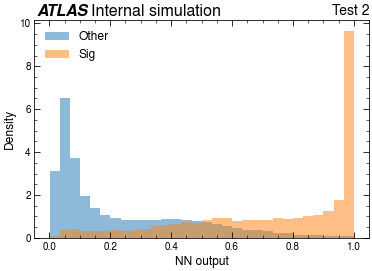 ATLAS Internal simulation Test 2
Other
Sig
Density
10
8
6
4
2
0
0.0 0.2 0.4 0.6 0.8 1.0
NN output